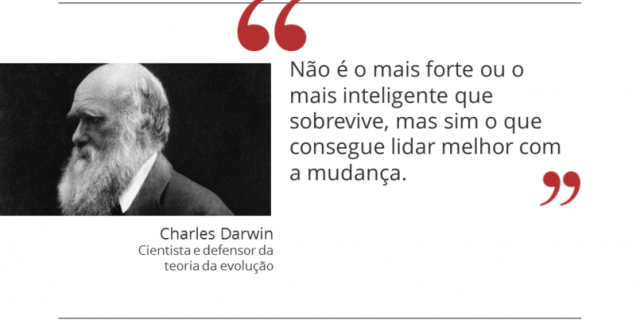 “
Não é o mais forte ou o
mais inteligente que
sobrevive, mas sim o que
consegue lidar melhor com
a mudança.
”
Charles Darwin
Cientista e defensor da
teoria da evolução